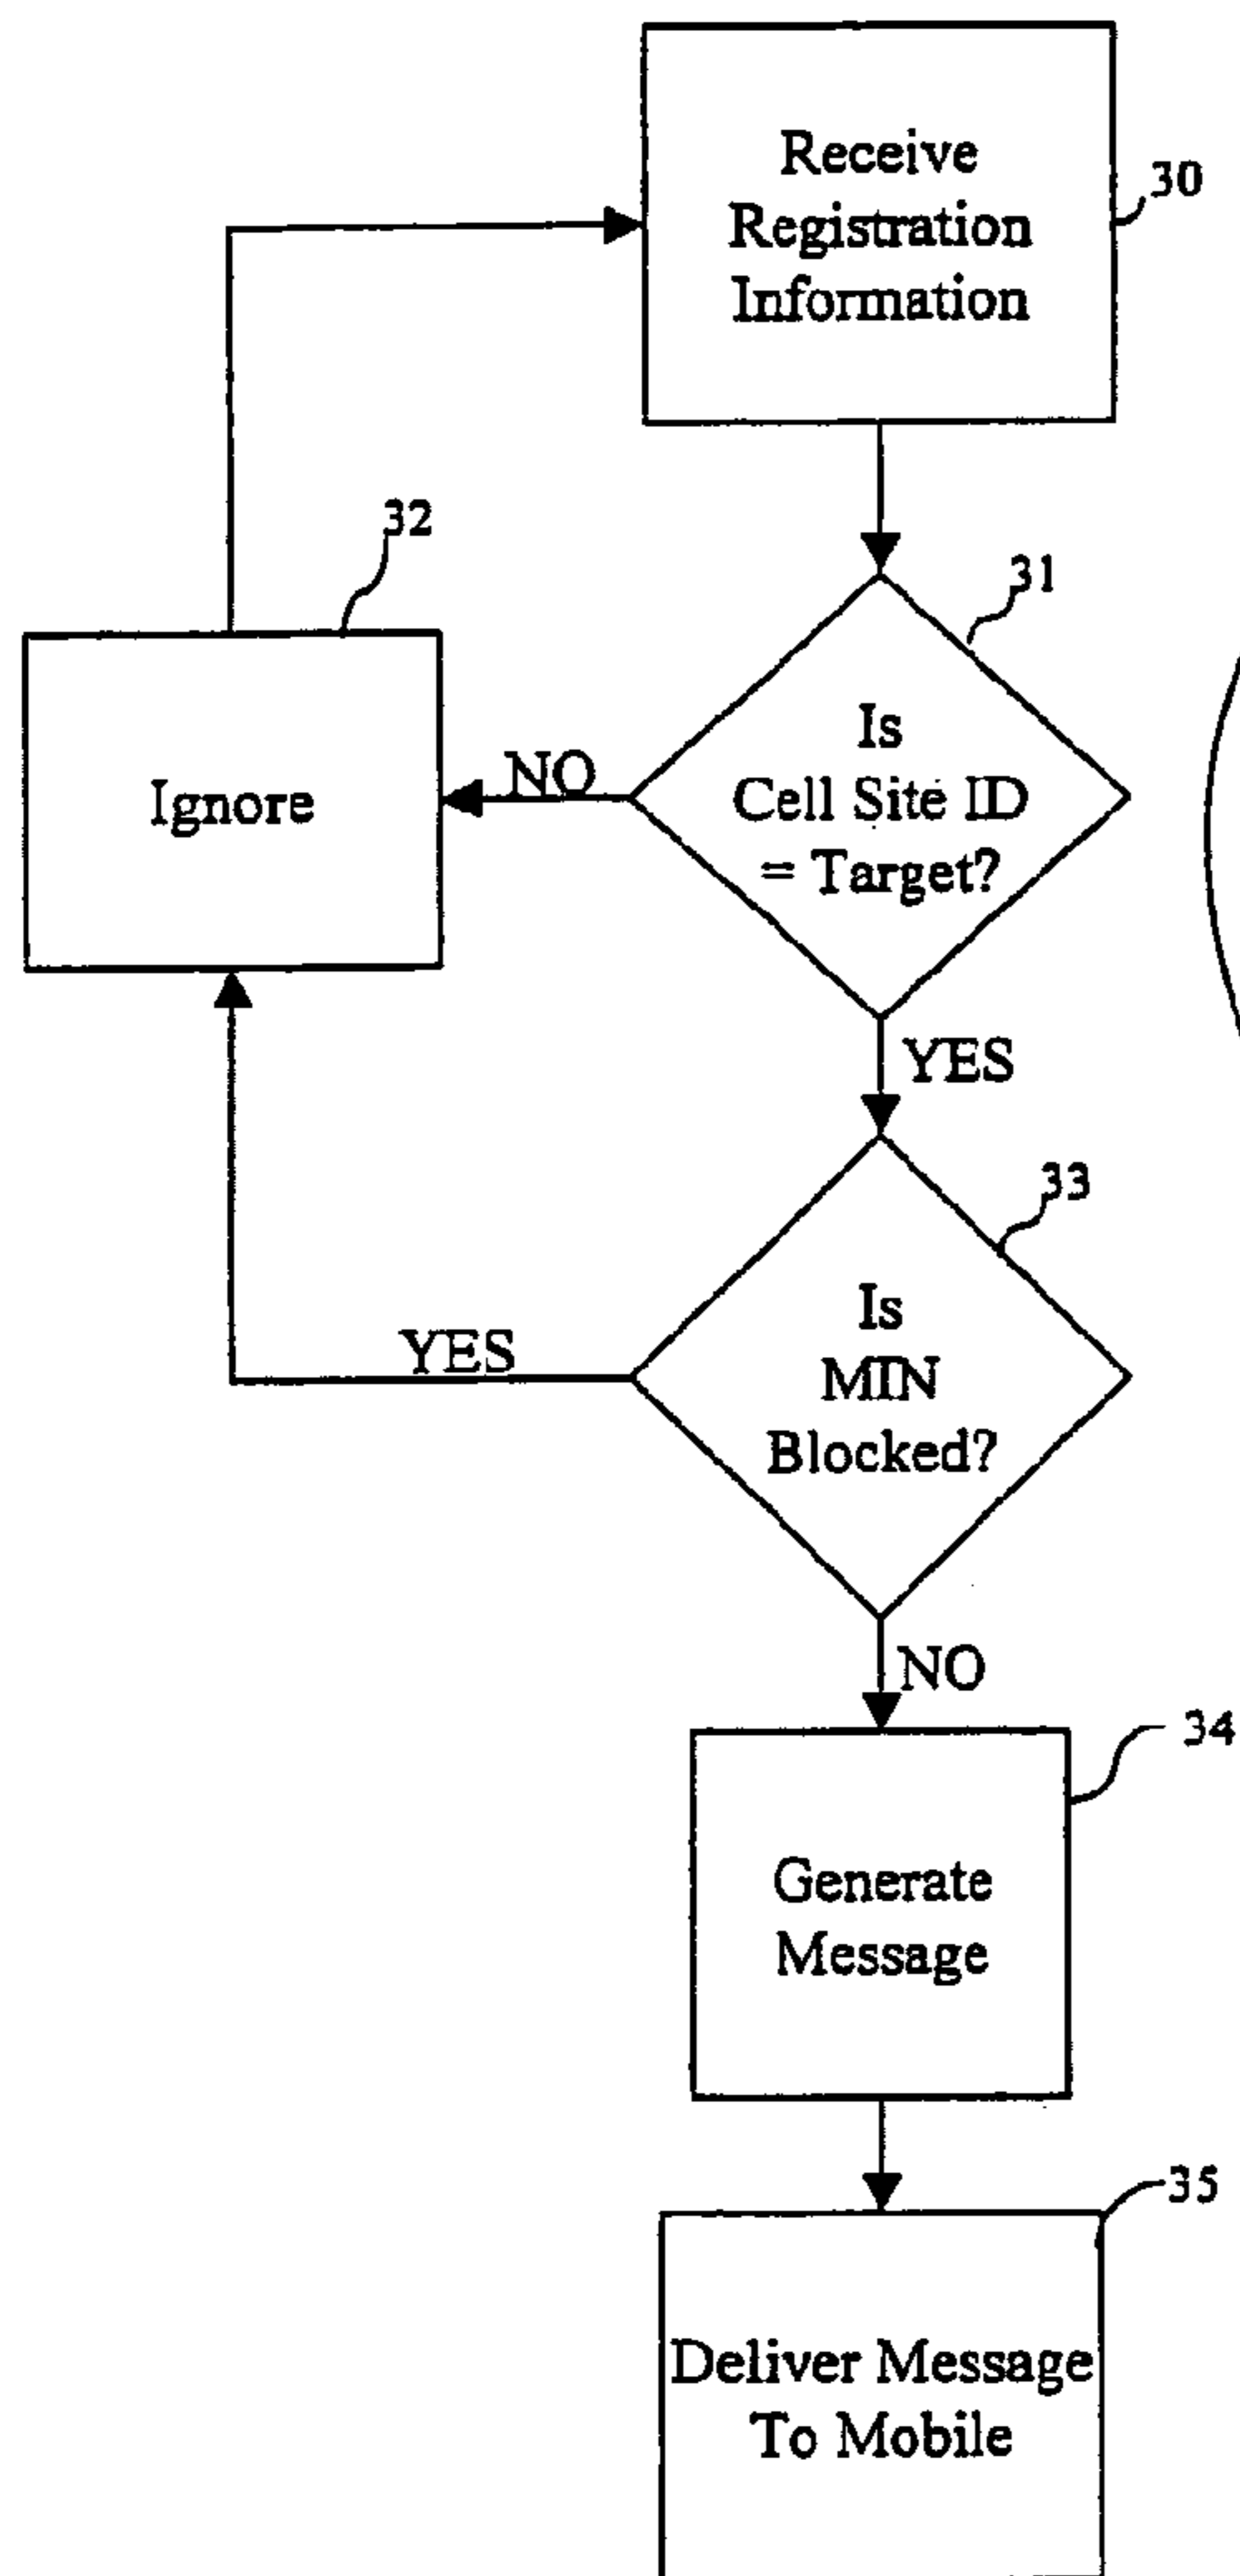 Receive
Registration
Information
30
32
31
Is
Cell Site ID
= Target?
NO
Ignore
YES
33
Is
MIN
Blocked?
YES
NO
34
Generate
Message
35
Deliver Message
To Mobile